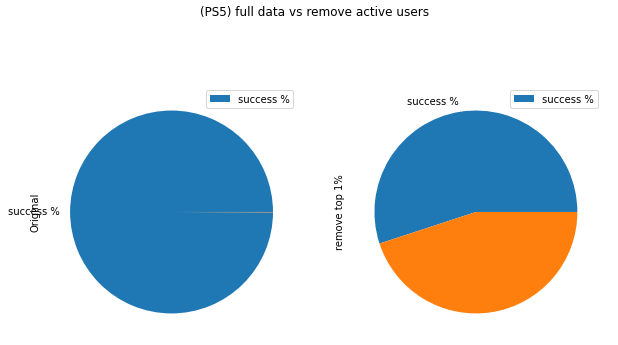 (PS5) full data vs remove active users
success %
success %
Original
success %
success %
remove top 1%